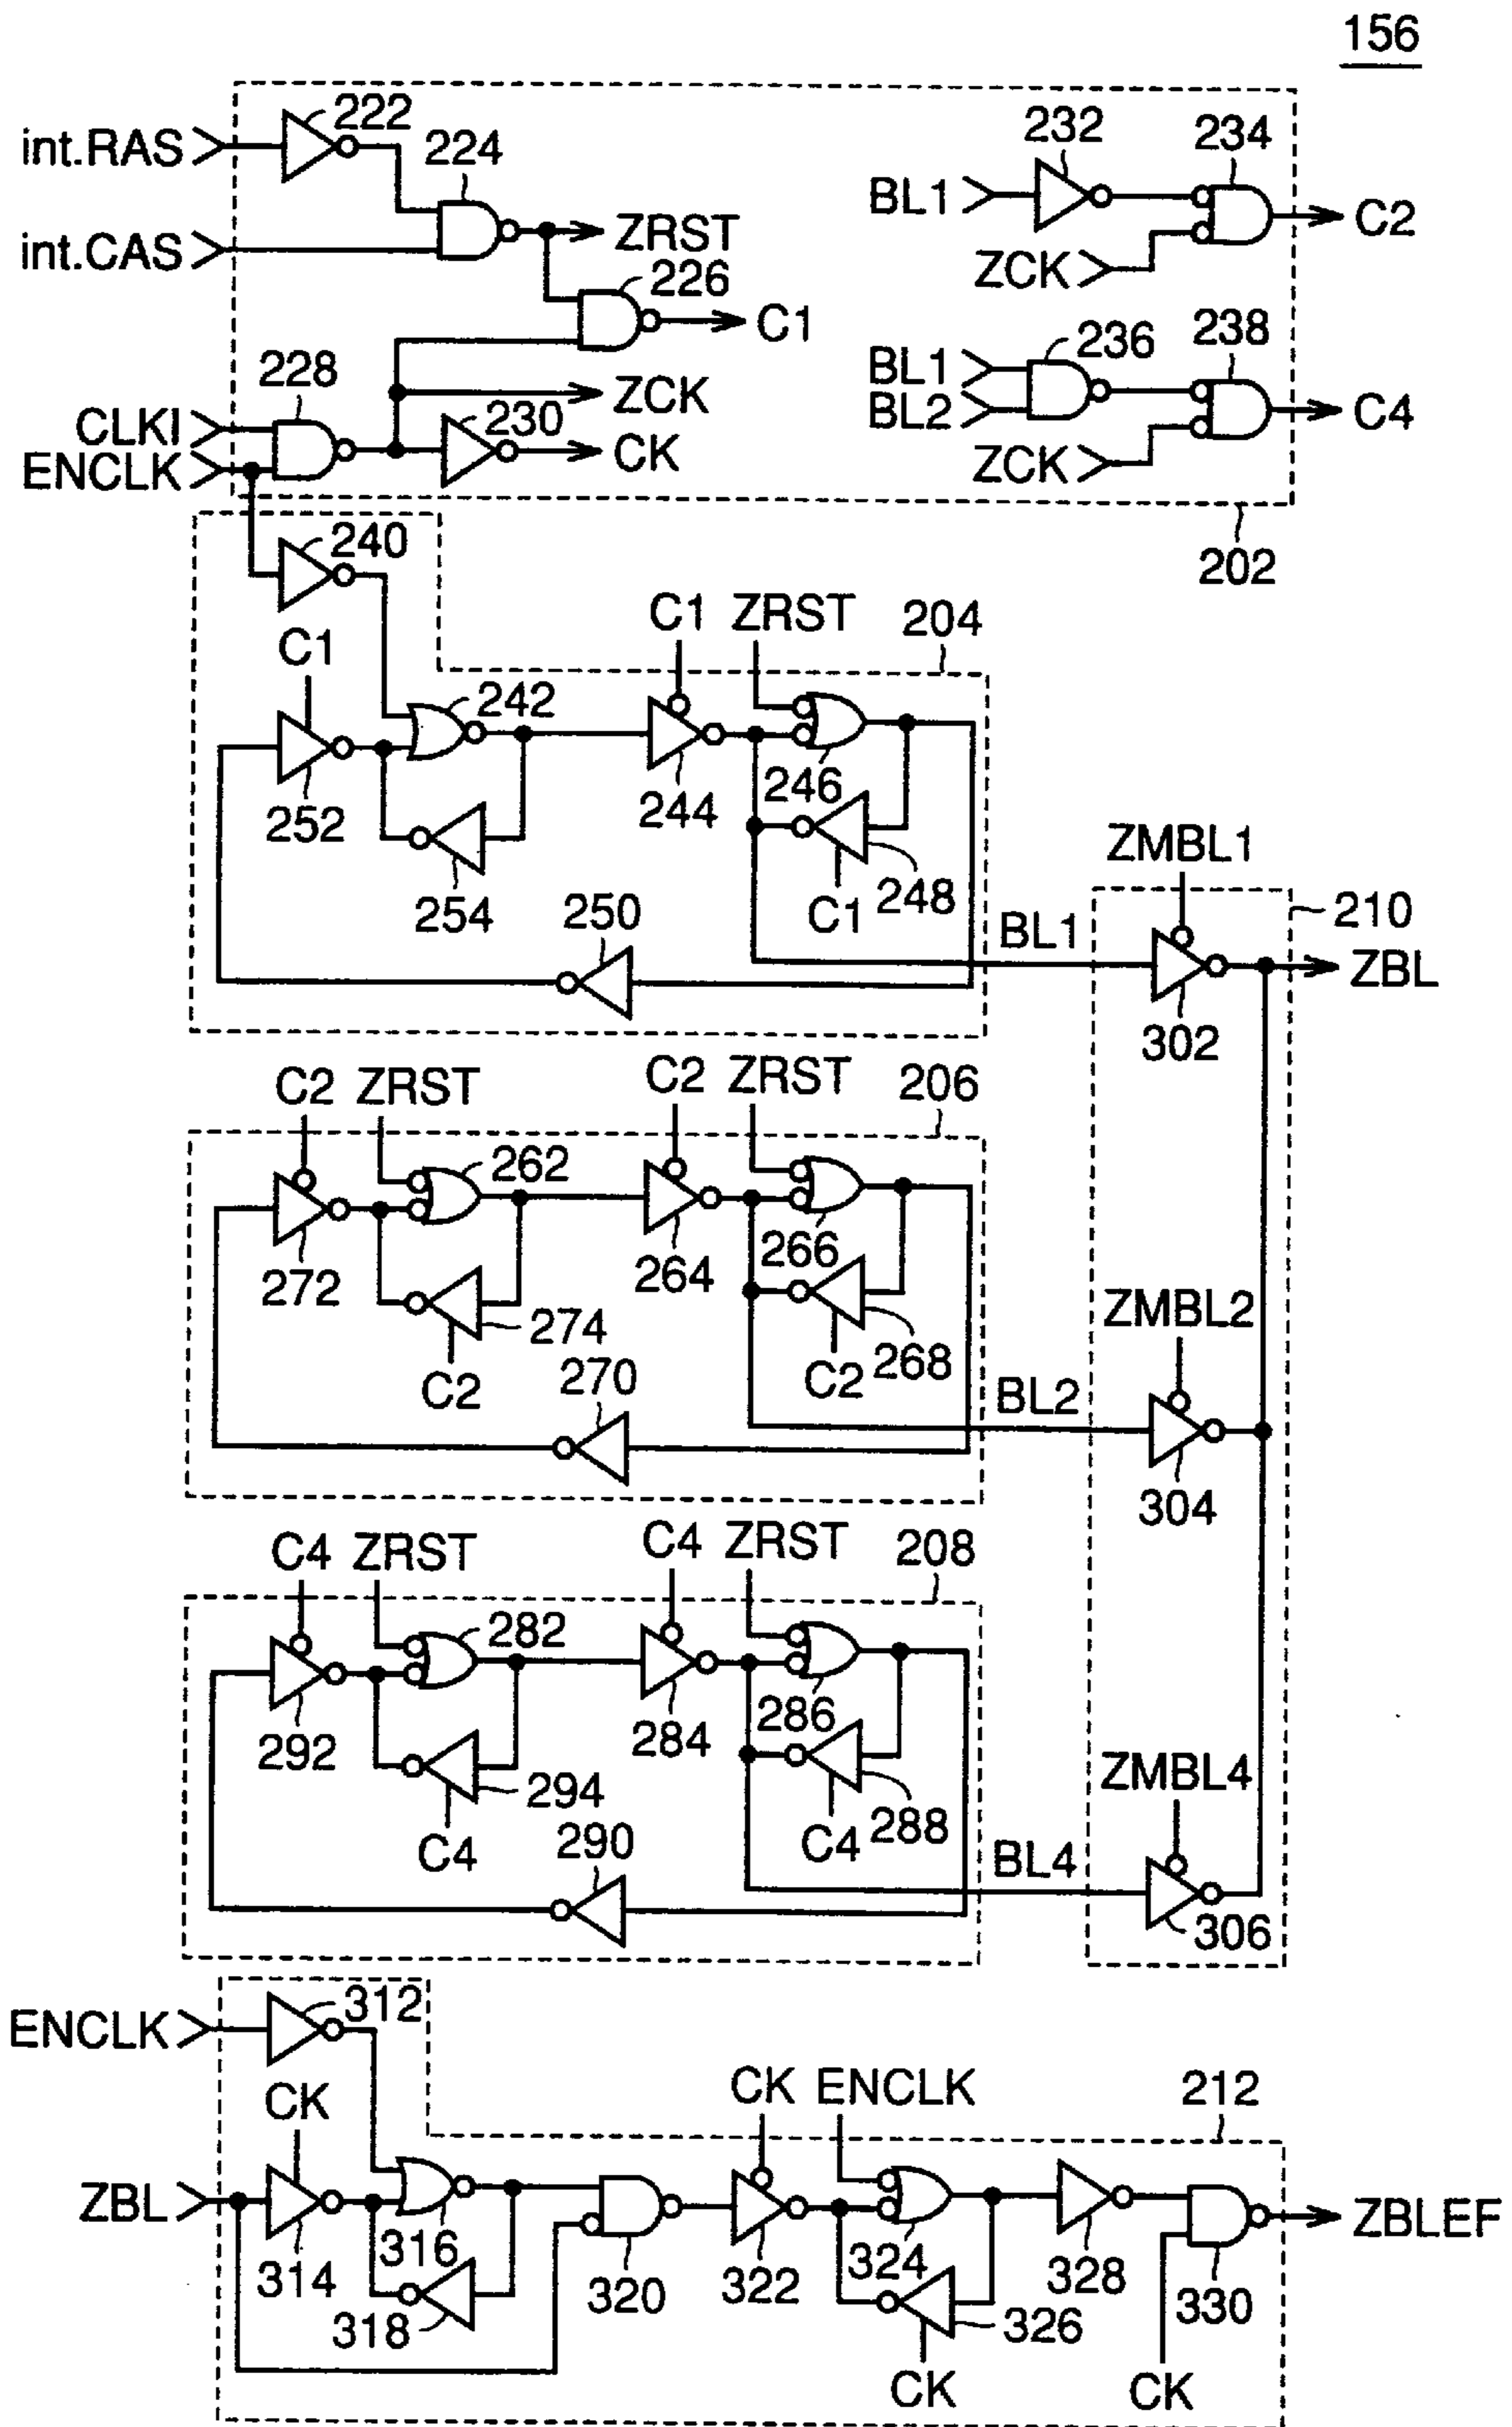 156
222
int.RAS
224
232
234
BL1
C2
ZRST
int.CAS
ZCK
226
C1
228
236
238
BL1
ZCK
BL2
C4
CLKI
230
CK
ENCLK
ZCK
240
202
C1
ZRST
204
C1
242
246
252
244
ZMBL1
254
250
C1
248
210
BL1
ZBL
302
C2
ZRST
C2
ZRST
206
262
266
272
264
274
ZMBL2
268
C2
270
C2
BL2
304
C4
ZRST
C4
ZRST
208
282
286
292
284
ZMBL4
294
288
C4
290
C4
BL4
306
ENCLK
312
CK
CK
ENCLK
212
ZBL
ZBLEF
316
324
314
320
322
328
330
318
326
CK
CK